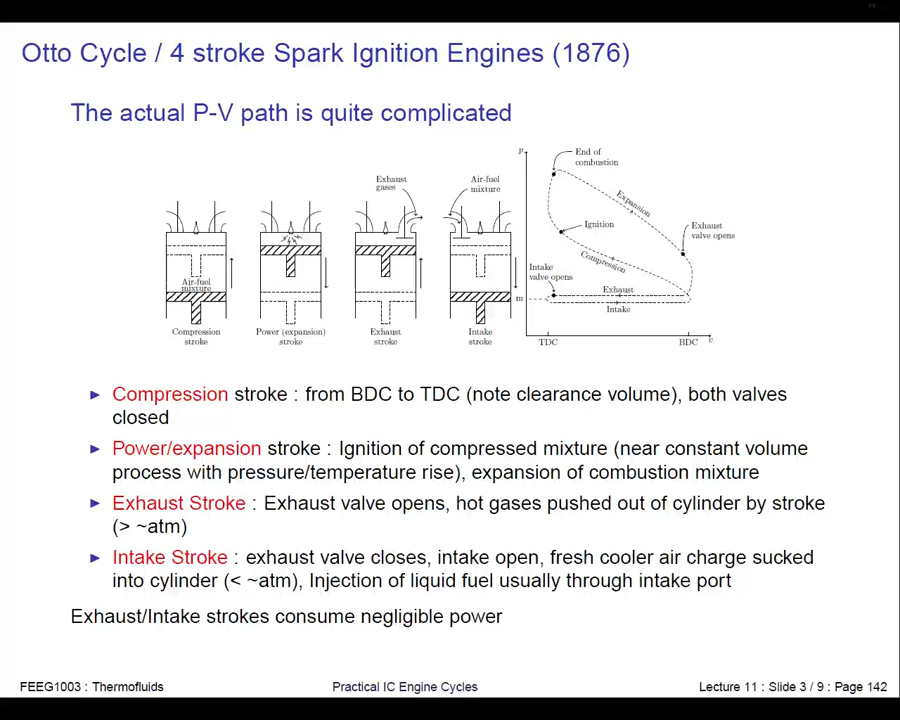 Otto Cycle / 4 stroke Spark Ignition Engines (1876)
The actual P-V path is quite complicated
Exhaust
gases
Air-fuel
mixture
Air-fuel
mixture
Compression
stroke
Power (expansion)
stroke
Exhaust
stroke
Intake
stroke
p
End of
combustion
Expansion
Ignition
Exhaust
valve opens
Compression
Intake
valve opens
Exhaust
m
Intake
TDC
BDC
v
► Compression stroke : from BDC to TDC (note clearance volume), both valves
closed
► Power/expansion stroke : Ignition of compressed mixture (near constant volume
process with pressure/temperature rise), expansion of combustion mixture
► Exhaust Stroke : Exhaust valve opens, hot gases pushed out of cylinder by stroke
(> ~atm)
► Intake Stroke : exhaust valve closes, intake open, fresh cooler air charge sucked
into cylinder (< ~atm), Injection of liquid fuel usually through intake port
Exhaust/Intake strokes consume negligible power
FEEG1003 : Thermofluids
Practical IC Engine Cycles
Lecture 11 : Slide 3 / 9 : Page 142